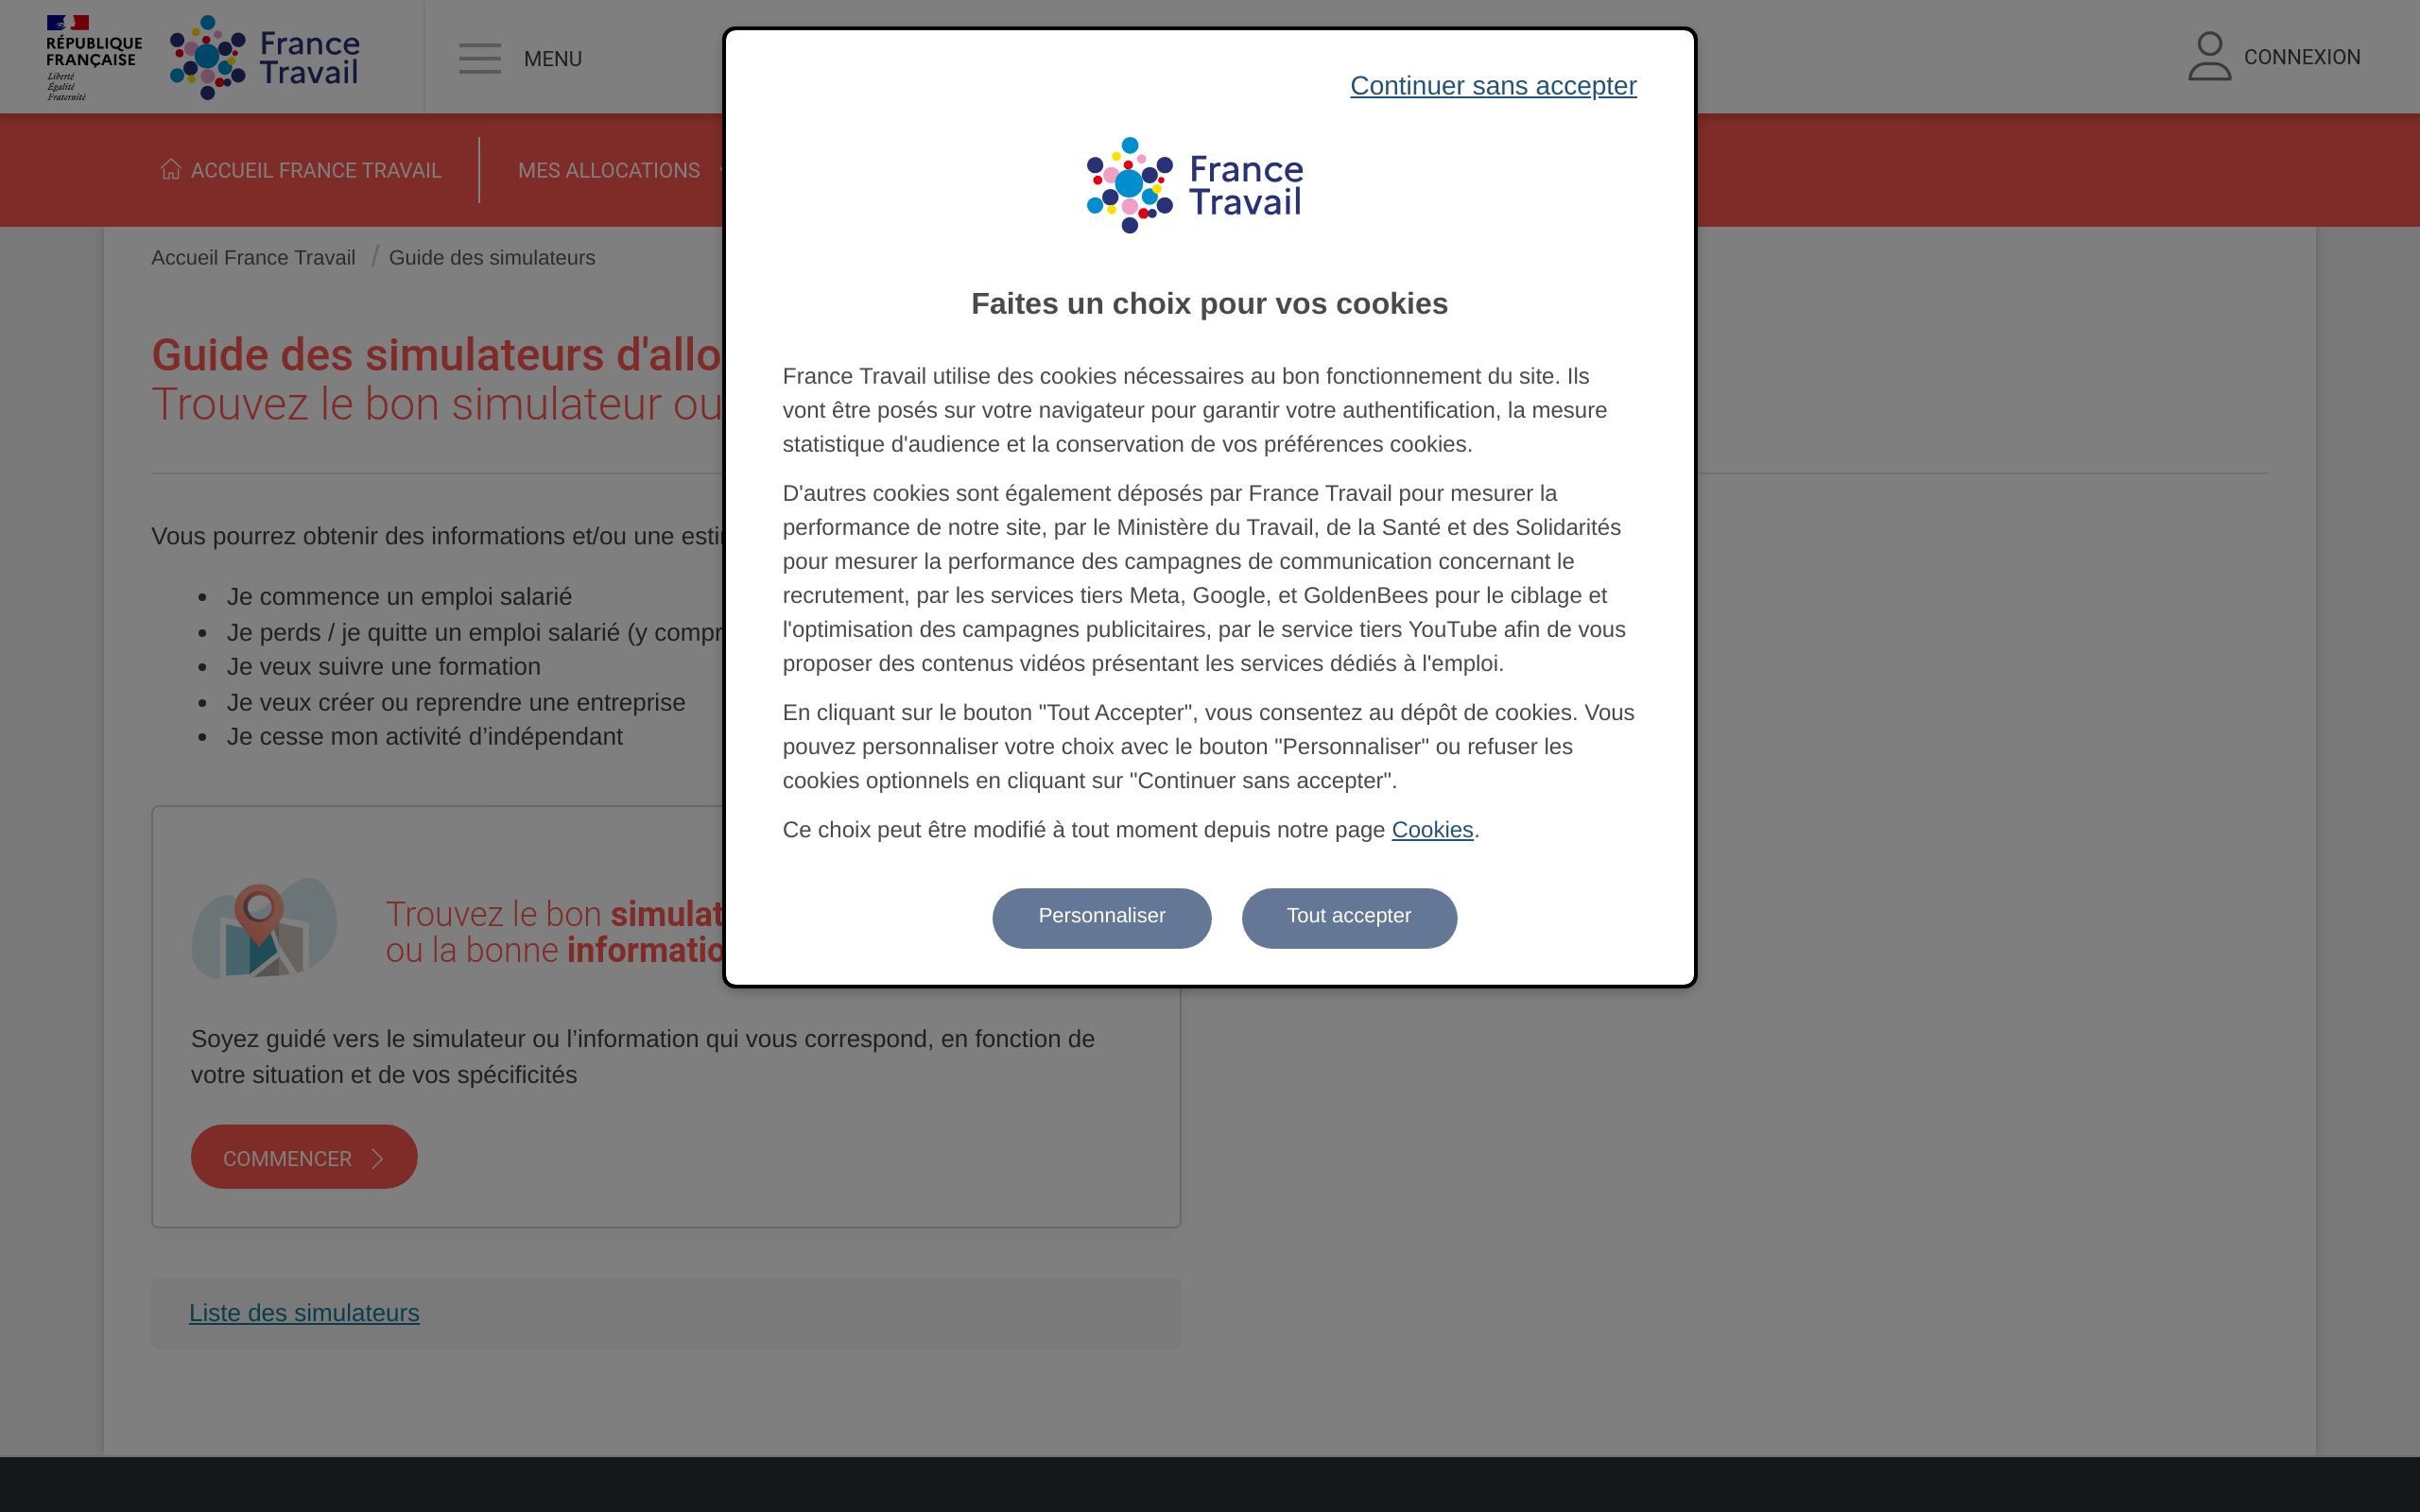 RÉPUBLIQUE
FRANÇAISE
Liberté
Égalité
Fraternité
France
Travail
MENU
CONNEXION
ACCUEIL FRANCE TRAVAIL
MES ALLOCATIONS
Accueil France Travail / Guide des simulateurs
Guide des simulateurs d'allo
Trouvez le bon simulateur ou
Vous pourrez obtenir des informations et/ou une esti
• Je commence un emploi salarié
• Je perds / je quitte un emploi salarié (y compr
• Je veux suivre une formation
• Je veux créer ou reprendre une entreprise
• Je cesse mon activité d’indépendant
Trouvez le bon simulat
ou la bonne informatio
Soyez guidé vers le simulateur ou l’information qui vous correspond, en fonction de
votre situation et de vos spécificités
COMMENCER
Liste des simulateurs
Continuer sans accepter
France
Travail
Faites un choix pour vos cookies
France Travail utilise des cookies nécessaires au bon fonctionnement du site. Ils
vont être posés sur votre navigateur pour garantir votre authentification, la mesure
statistique d'audience et la conservation de vos préférences cookies.
D'autres cookies sont également déposés par France Travail pour mesurer la
performance de notre site, par le Ministère du Travail, de la Santé et des Solidarités
pour mesurer la performance des campagnes de communication concernant le
recrutement, par les services tiers Meta, Google, et GoldenBees pour le ciblage et
l'optimisation des campagnes publicitaires, par le service tiers YouTube afin de vous
proposer des contenus vidéos présentant les services dédiés à l'emploi.
En cliquant sur le bouton "Tout Accepter", vous consentez au dépôt de cookies. Vous
pouvez personnaliser votre choix avec le bouton "Personnaliser" ou refuser les
cookies optionnels en cliquant sur "Continuer sans accepter".
Ce choix peut être modifié à tout moment depuis notre page Cookies.
Personnaliser
Tout accepter